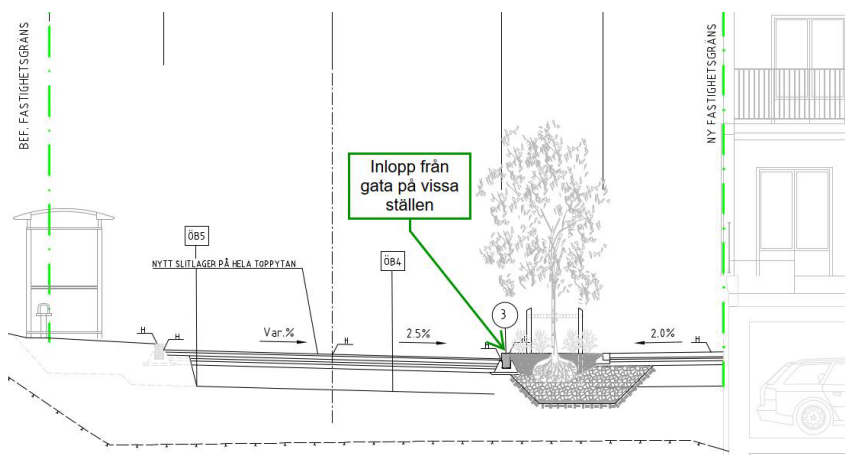 BEF. FASTIGHETSGRÄNS
NY FASTIGHETSGRÄNS
Inlopp från
gata på vissa
ställen
ÖB5
NYTT SLITLAGER PÅ HELA TOPPYTAN
ÖB4
3
H
H
Var.%
H
2.5%
H
H
2.0%
H